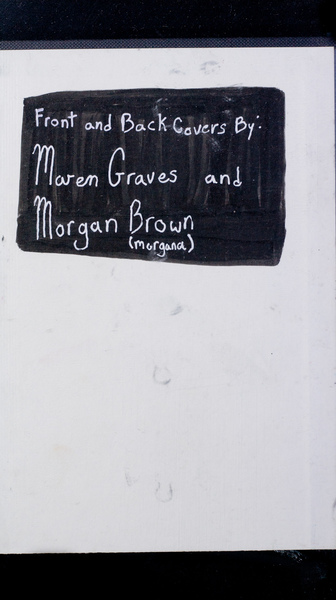 Front and Back Covers By:
Maren Graves and
Morgan Brown
(morgana)